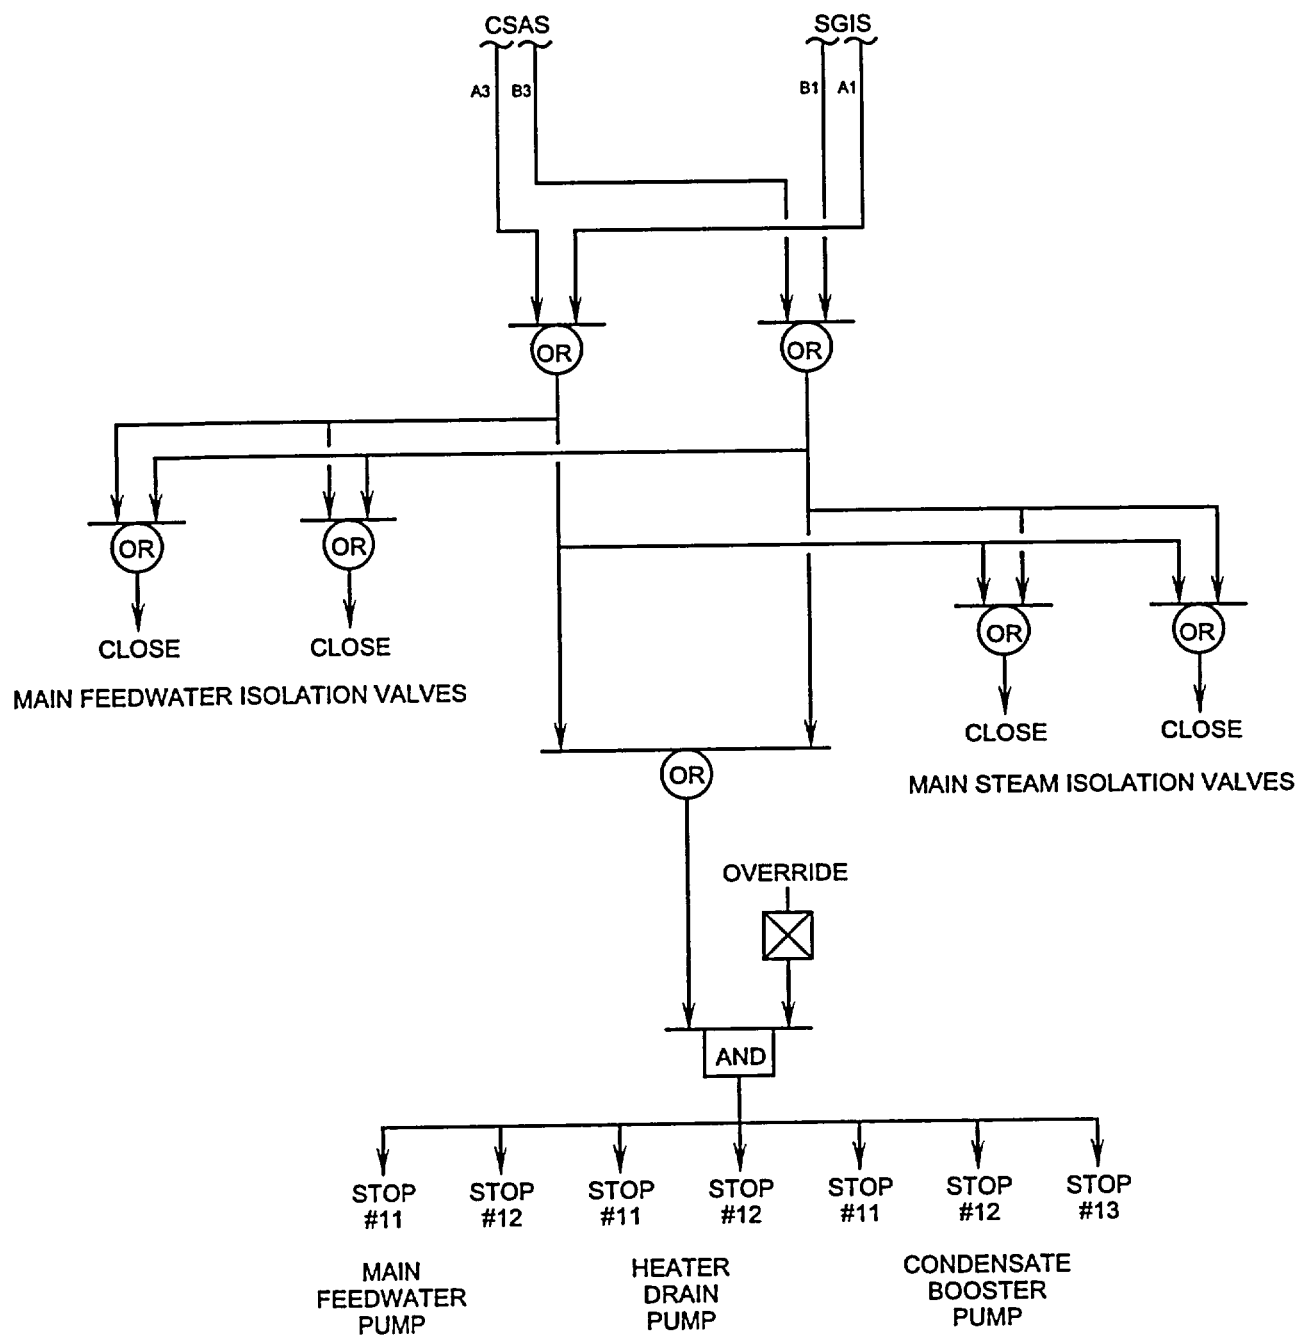 CSAS SGIS
A3 B3 B1 A1
OR OR
OR OR
CLOSE CLOSE
MAIN FEEDWATER ISOLATION VALVES
OR OR
CLOSE CLOSE
MAIN STEAM ISOLATION VALVES
OR
OVERRIDE
AND
STOP STOP STOP STOP STOP STOP STOP
#11 #12 #11 #12 #11 #12 #13
MAIN
FEEDWATER
PUMP
HEATER
DRAIN
PUMP
CONDENSATE
BOOSTER
PUMP